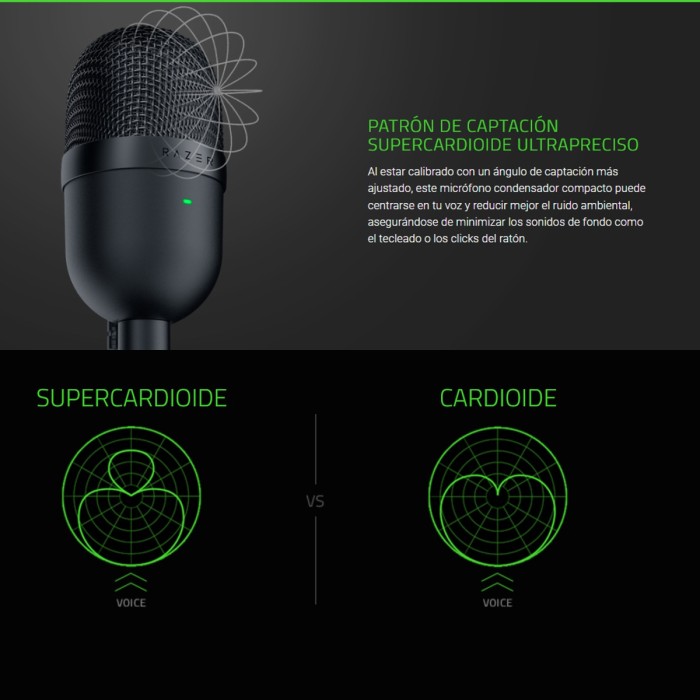 RAZER
PATRÓN DE CAPTACIÓN
SUPERCARDIOIDE ULTRAPRECISO
Al estar calibrado con un ángulo de captación más
ajustado, este micrófono condensador compacto puede
centrarse en tu voz y reducir mejor el ruido ambiental,
asegurándose de minimizar los sonidos de fondo como
el tecleado o los clicks del ratón.
SUPERCARDIOIDE
CARDIOIDE
VS
VOICE
VOICE